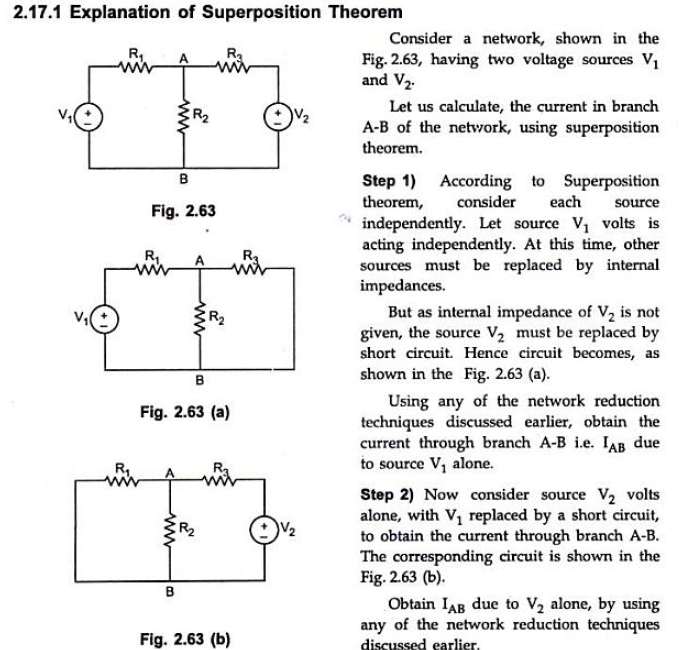 2.17.1 Explanation of Superposition Theorem
R1
A
R3
V1
+
R2
+
V2
B
Fig. 2.63
R1
A
R3
V1
+
R2
B
Fig. 2.63 (a)
R1
A
R3
R2
+
V2
B
Fig. 2.63 (b)
Consider a network, shown in the
Fig. 2.63, having two voltage sources V1
and V2.
Let us calculate, the current in branch
A-B of the network, using superposition
theorem.
Step 1) According to Superposition
theorem, consider each source
independently. Let source V1 volts is
acting independently. At this time, other
sources must be replaced by internal
impedances.
But as internal impedance of V2 is not
given, the source V2 must be replaced by
short circuit. Hence circuit becomes, as
shown in the Fig. 2.63 (a).
Using any of the network reduction
techniques discussed earlier, obtain the
current through branch A-B i.e. IAB due
to source V1 alone.
Step 2) Now consider source V2 volts
alone, with V1 replaced by a short circuit,
to obtain the current through branch A-B.
The corresponding circuit is shown in the
Fig. 2.63 (b).
Obtain IAB due to V2 alone, by using
any of the network reduction techniques
discussed earlier.